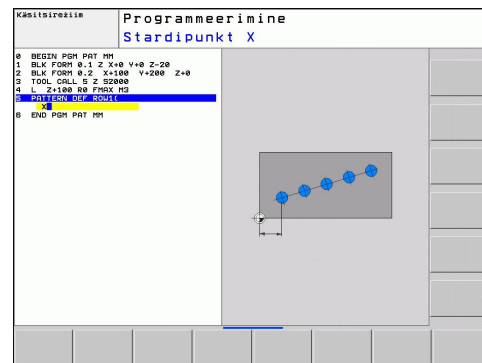 Käsitsirežiim
Programmeerimine
Stardipunkt X
0 BEGIN PGM PAT MM
1 BLK FORM 0.1 Z X+0 Y+0 Z-20
2 BLK FORM 0.2 X+100 Y+200 Z+0
3 TOOL CALL 5 Z S2000
4 L Z+100 R0 FMAX M3
5 PATTERN DEF ROW1(
X
6 END PGM PAT MM